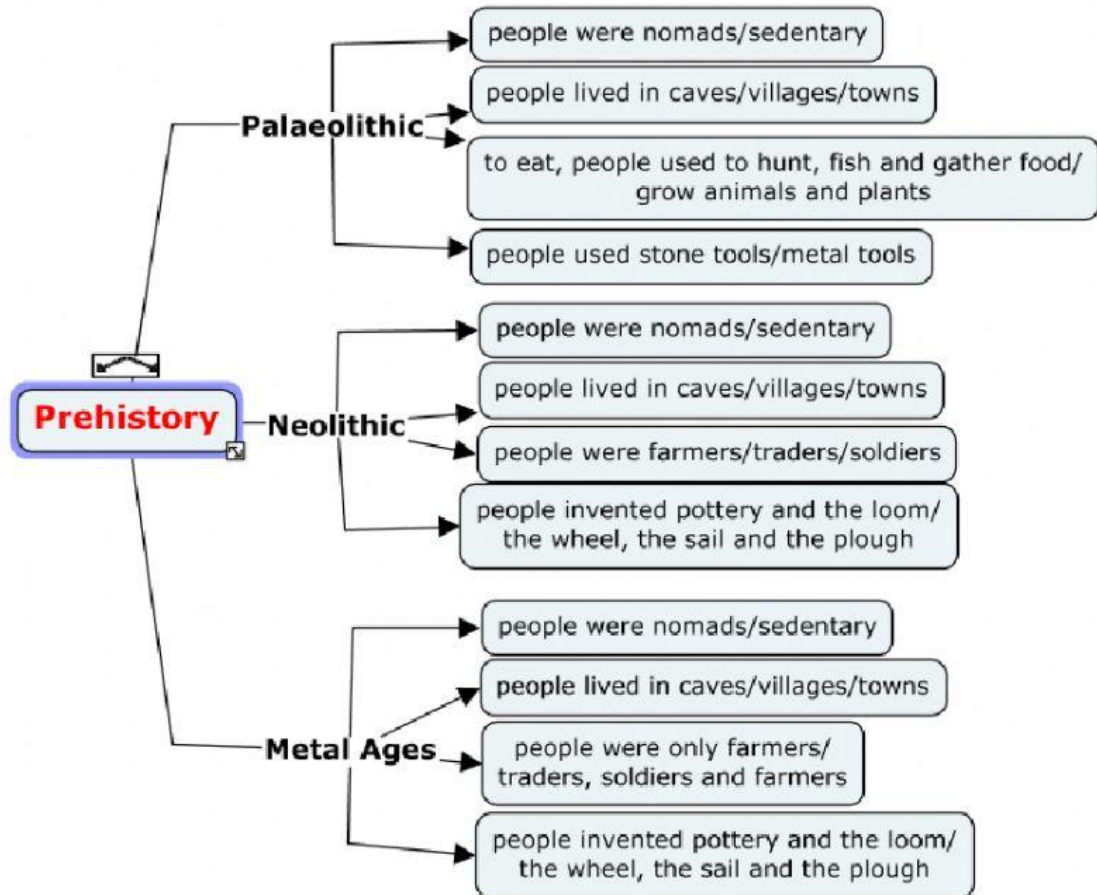 Prehistory
Palaeolithic
people were nomads/sedentary
people lived in caves/villages/towns
to eat, people used to hunt, fish and gather food/
grow animals and plants
people used stone tools/metal tools
Neolithic
people were nomads/sedentary
people lived in caves/villages/towns
people were farmers/traders/soldiers
people invented pottery and the loom/
the wheel, the sail and the plough
Metal Ages
people were nomads/sedentary
people lived in caves/villages/towns
people were only farmers/
traders, soldiers and farmers
people invented pottery and the loom/
the wheel, the sail and the plough